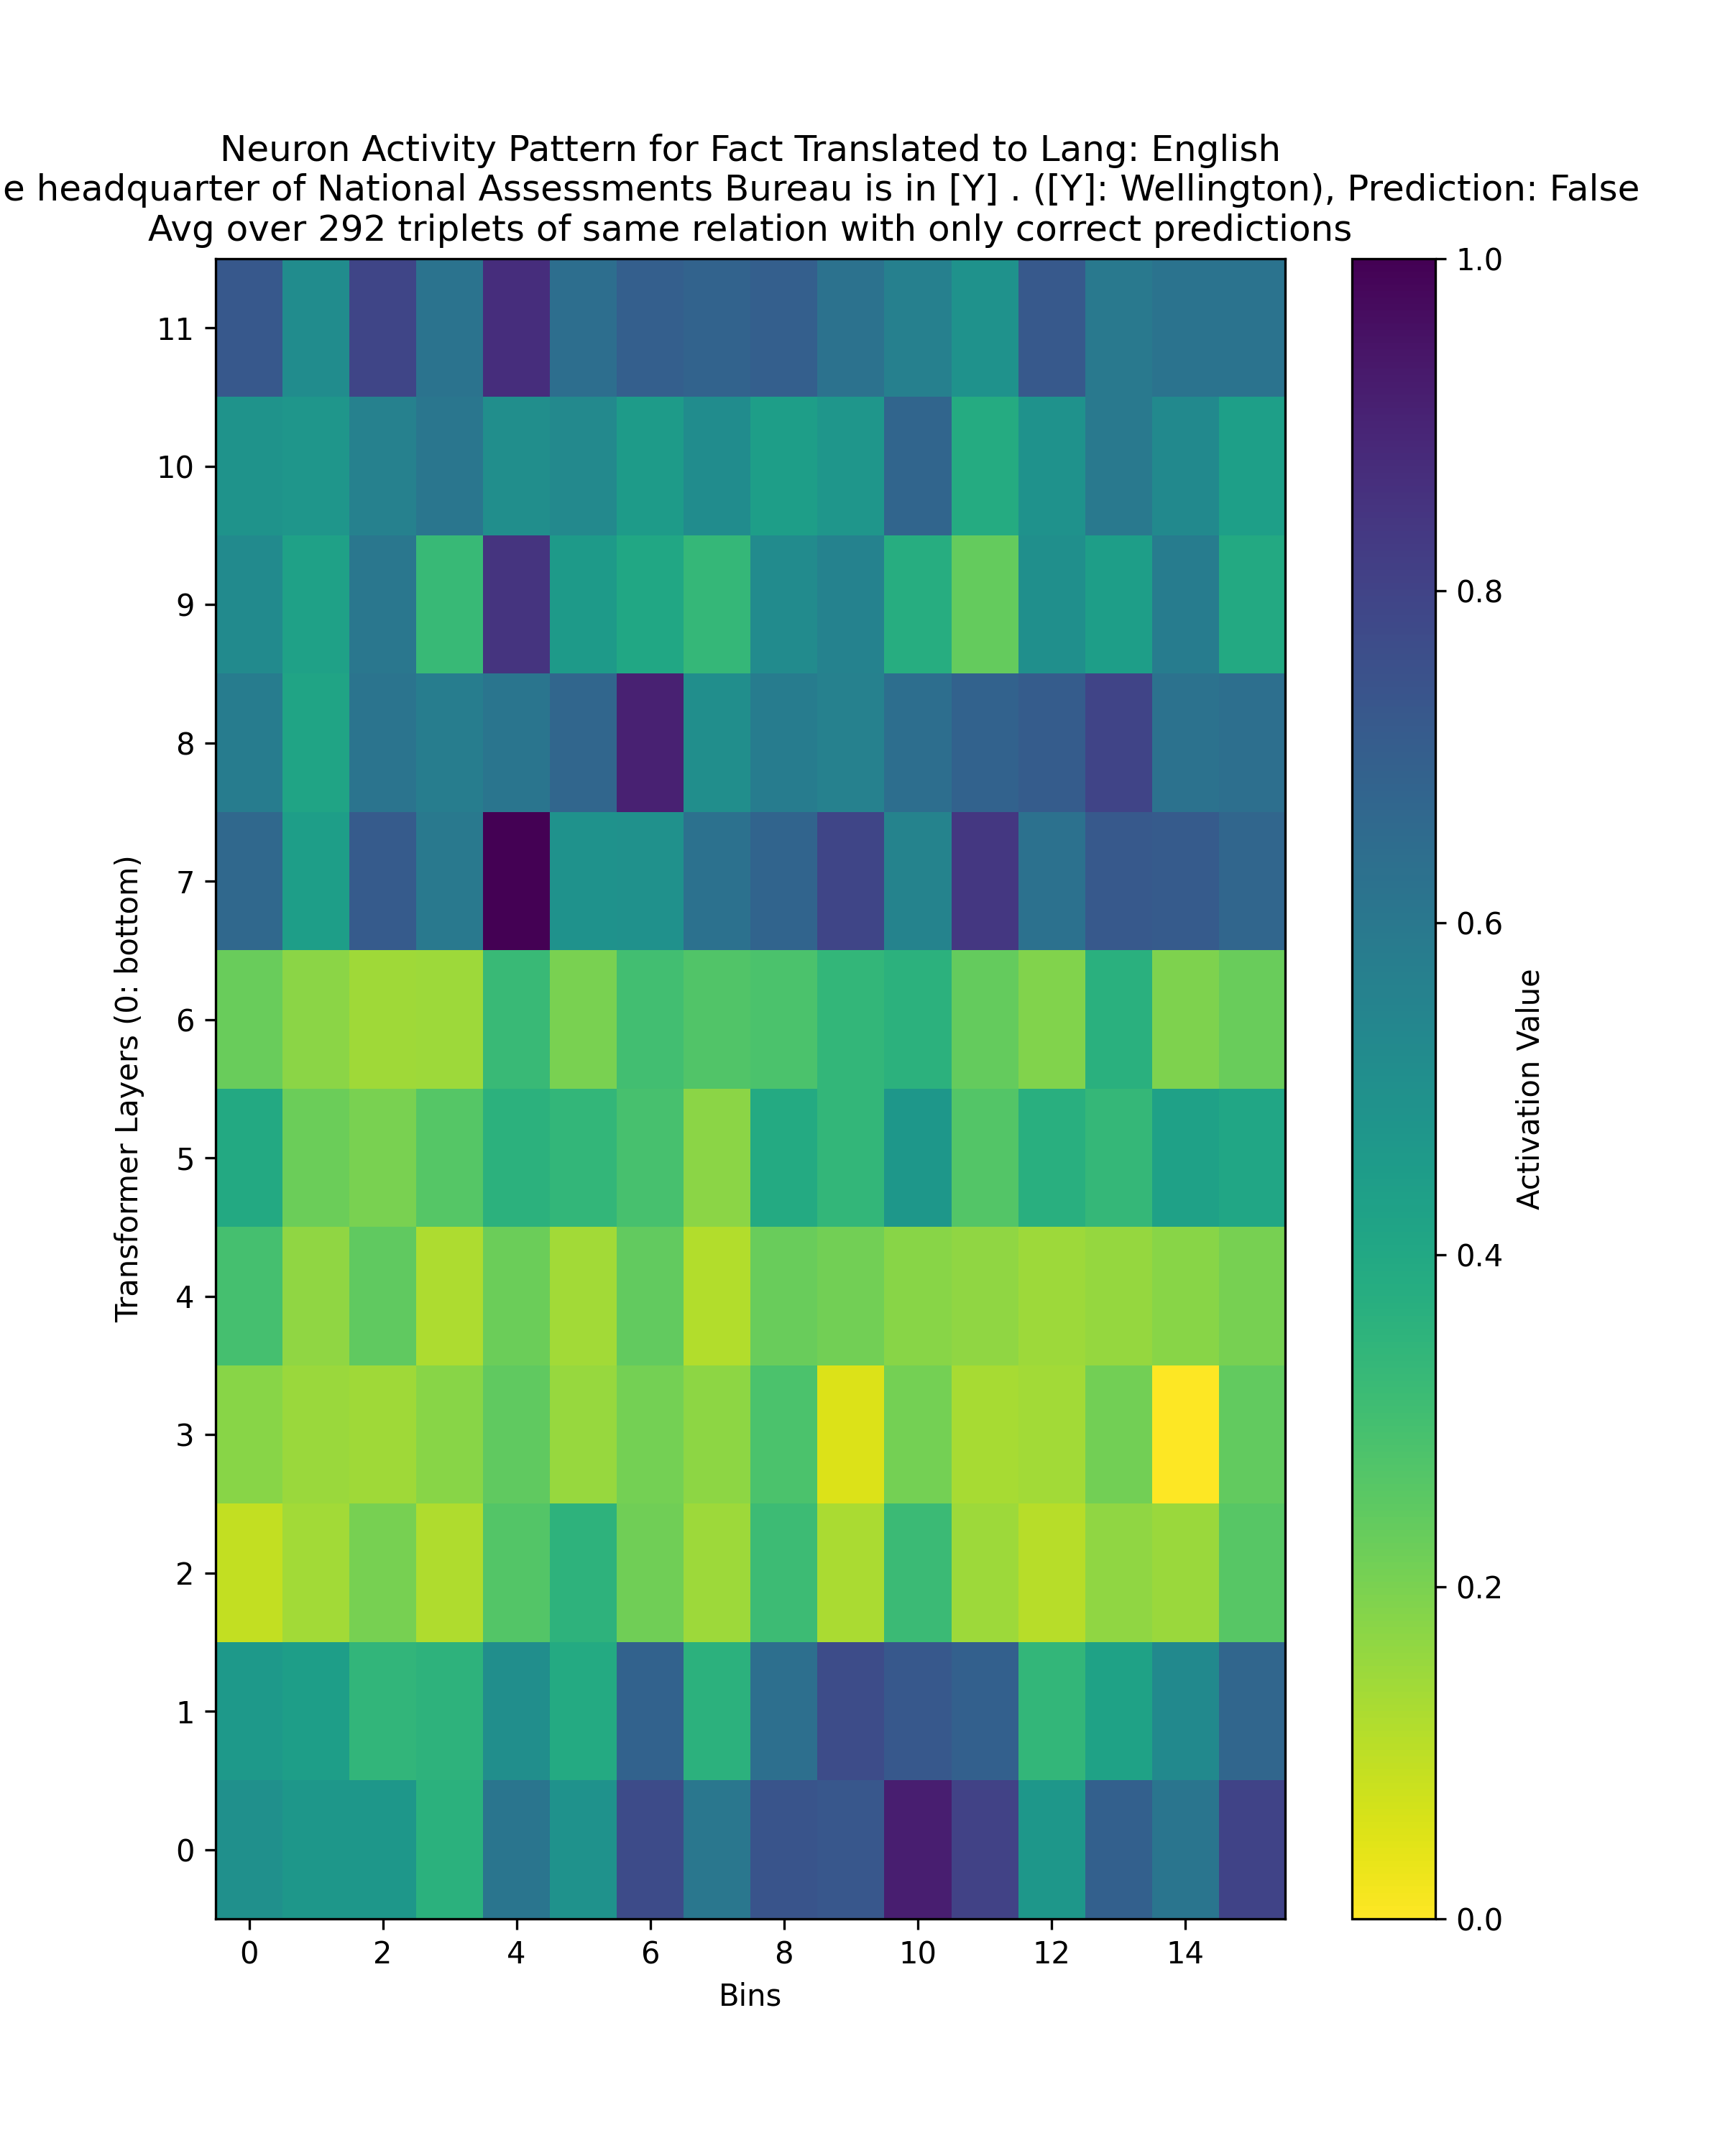 Neuron Activity Pattern for Fact Translated to Lang: English
e headquarter of National Assessments Bureau is in [Y] . ([Y]: Wellington), Prediction: False
Avg over 292 triplets of same relation with only correct predictions
11
10
9
8
7
6
5
4
3
2
1
0
Transformer Layers (0: bottom)
0 2 4 6 8 10 12 14
Bins
1.0
0.8
0.6
0.4
0.2
0.0
Activation Value